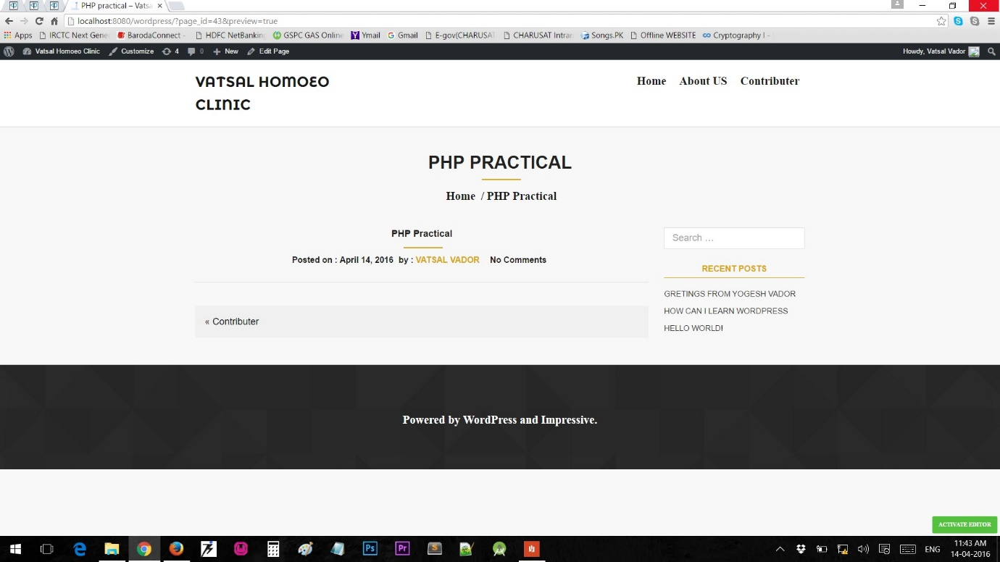 PHP practical – Vatsa
localhost:8080/wordpress/?page_id=43&preview=true
Apps IRCTC Next Gene BarodaConnect - HDFC NetBanking GSPC GAS Online Ymail Gmail E-gov(CHARUSAT CHARUSAT Intran Songs.PK Offline WEBSITE Cryptography I -
Vatsal Homoeo Clinic Customize 4 0 New Edit Page Howdy, Vatsal Vador
VATSAL HOMOEO
CLINIC
Home About US Contributer
PHP PRACTICAL
Home / PHP Practical
PHP Practical
Posted on : April 14, 2016 by : VATSAL VADOR No Comments
« Contributer
Search …
RECENT POSTS
GRETINGS FROM YOGESH VADOR
HOW CAN I LEARN WORDPRESS
HELLO WORLD!
Powered by WordPress and Impressive.
ACTIVATE EDITOR
Ps Pr S
ENG
11:43 AM
14-04-2016